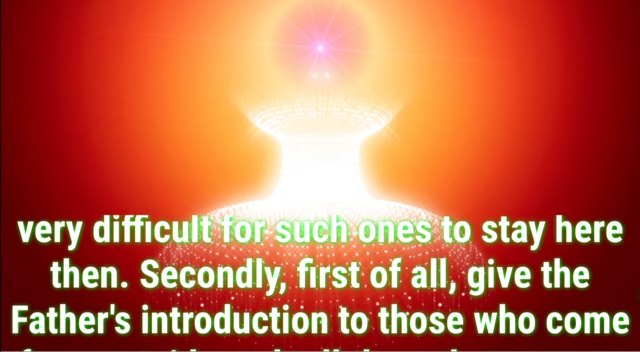 very difficult for such ones to stay here
then. Secondly, first of all, give the
Father's introduction to those who come